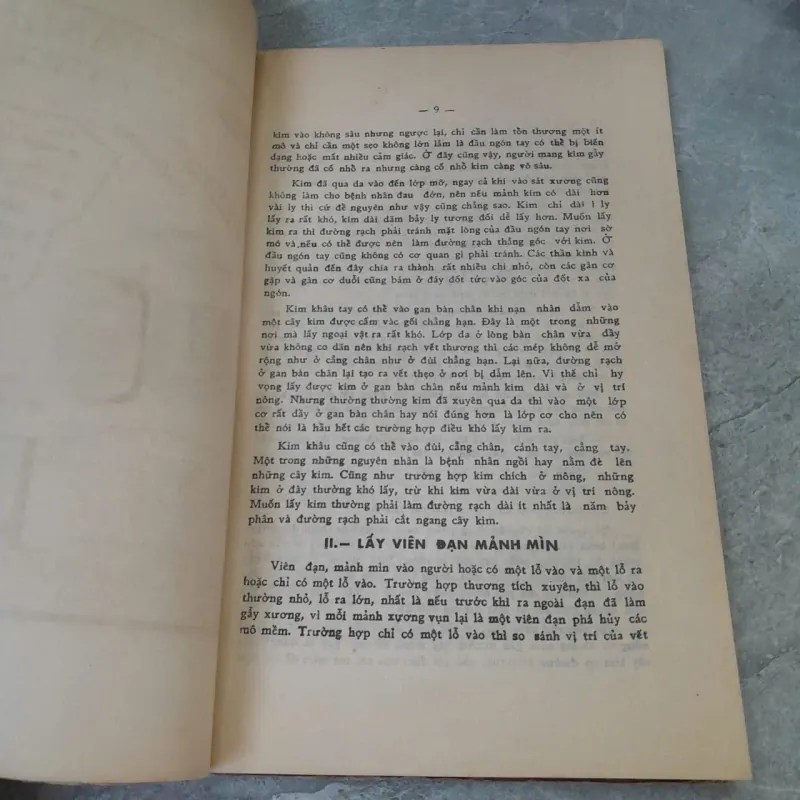 — 9 —
kim vào không sâu nhưng ngược lại, chỉ cần làm tổn thương một ít
mô và chỉ cần một sẹo không lớn lắm là đầu ngón tay có thể bị biến
dạng hoặc mất nhiều cảm giác. Ở đây cũng vậy, người mang kim gẫy
thường đã cố nhổ ra nhưng càng cố nhổ kim càng vô sâu.
Kim đã qua da vào đến lớp mỡ, ngay cả khi vào sát xương cũng
không làm cho bệnh nhân đau đớn, nên nếu mảnh kim có dài hơn
vài ly thì cứ để nguyên như vậy cũng chẳng sao. Kim chỉ dài 1 ly
lấy ra rất khó, kim dài dăm bảy ly tương đối dễ lấy hơn. Muốn lấy
kim ra thì đường rạch phải tránh mặt lòng của đầu ngón tay nơi sờ
mó và nếu có thể được nên làm đường rạch thẳng góc với kim. Ở
đầu ngón tay cũng không có cơ quan gì phải tránh. Các thần kinh và
huyết quản đến đây chia ra thành rất nhiều chi nhỏ, còn các gân cơ
gập và gân cơ duỗi cũng bám ở đáy đốt tức vào góc của đốt xa của
ngón.
Kim khâu tay có thể vào gan bàn chân khi nạn nhân dẫm vào
một cây kim được cấm vác gối chẳng hạn. Đây là một trong những
nơi mà lấy ngoại vật ra rất khó. Lớp da ở lòng bàn chân vừa dầy
vừa không co dãn nên khi rạch vết thương thì các mép không dễ mở
rộng như ở cẳng chân như ở đùi chẳng hạn. Lại nữa, đường rạch
ở gan bàn chân lại tạo ra vết thẹo ở nơi bị dẫm lên. Vì thế chỉ hy
vọng lấy được kim ở gan bàn chân nếu mảnh kim dài và ở vị trí
nông. Nhưng thường thường kim đã xuyên qua da thì vào một lớp
cơ rất dầy ở gan bàn chân hay nói đúng hơn là lớp cơ cho nên có
thể nói là hầu hết các trường hợp điều khó lấy kim ra.
Kim khâu cũng có thể vào đùi, cẳng chân, cánh tay, cẳng tay.
Một trong những nguyên nhân là bệnh nhân ngồi hay nằm đè lên
những cây kim. Cũng như trường hợp kim chích ở mông, những
kim ở đây thường khó lấy, trừ khi kim vừa dài vừa ở vị trí nông.
Muốn lấy kim thường phải làm đường rạch dài ít nhất là năm bảy
phân và đường rạch phải cắt ngang cây kim.
II.— LẤY VIÊN ĐẠN MẢNH MÌN
Viên đạn, mảnh mìn vào người hoặc có một lỗ vào và một lỗ ra
hoặc chỉ có một lỗ vào. Trường hợp thương tích xuyên, thì lỗ vào
thường nhỏ, lỗ ra lớn, nhất là nếu trước khi ra ngoài đạn đã làm
gẫy xương, vì mỗi mảnh xương vụn lại là một viên đạn phá hủy các
mô mềm. Trường hợp chỉ có một lỗ vào thì so sánh vị trí của vết